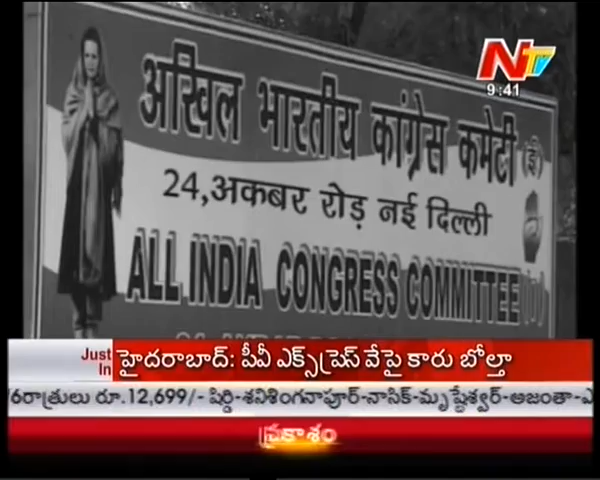 NTV
9:41
अखिल भारतीय कांग्रेस कमेटी (इ)
24,अकबर रोड़ नई दिल्ली
ALL INDIA CONGRESS COMMITTEE (I)
Just In
హైదరాబాద్: పీవీ ఎక్స్‌ప్రెస్ వేపై కారు బోల్తా
/6రాత్రులు రూ.12,699/- షిర్డి-శనిశింగనాపూర్-నాసిక్-మృష్టేశ్వర్-అజంతా-ఎ
ప్రకాశం